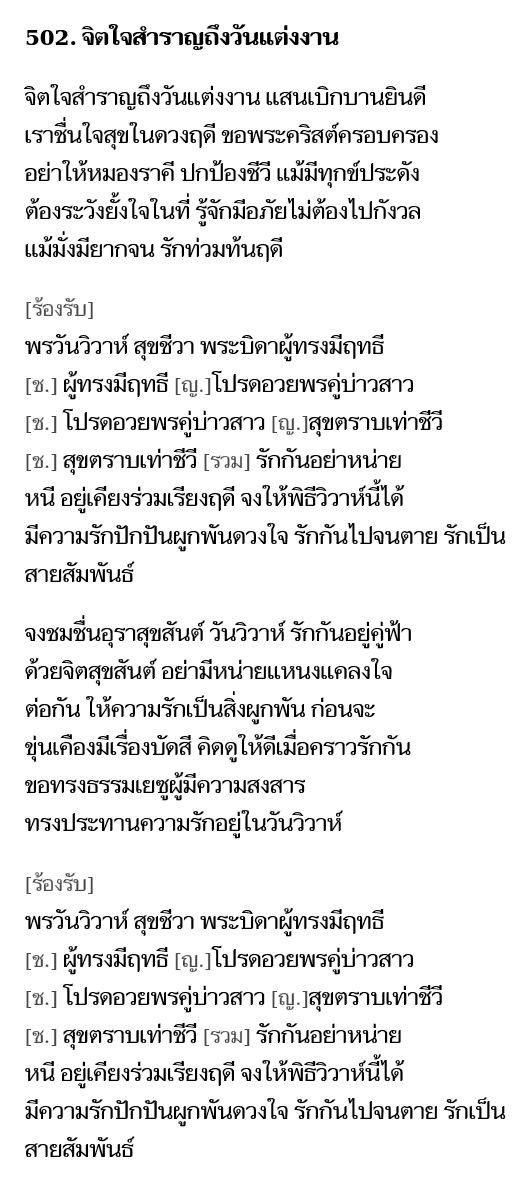 502. จิตใจสำราญถึงวันแต่งงาน
จิตใจสำราญถึงวันแต่งงาน แสนเบิกบานยินดี
เราชื่นใจสุขในดวงฤดี ขอพระคริสต์ครอบครอง
อย่าให้หมองราคี ปกป้องชีวี แม้มีทุกข์ประดัง
ต้องระวังยั้งใจในที่ รู้จักมีอภัยไม่ต้องไปกังวล
แม้มั่งมียากจน รักท่วมท้นฤดี
[ร้องรับ]
พรวันวิวาห์ สุขชีวา พระบิดาผู้ทรงมีฤทธี
[ช.] ผู้ทรงมีฤทธี [ญ.]โปรดอวยพรคู่บ่าวสาว
[ช.] โปรดอวยพรคู่บ่าวสาว [ญ.]สุขตราบเท่าชีวี
[ช.] สุขตราบเท่าชีวี [รวม] รักกันอย่าหน่าย
หนี อยู่เคียงร่วมเรียงฤดี จงให้พิธีวิวาห์นี้ได้
มีความรักปักปันผูกพันดวงใจ รักกันไปจนตาย รักเป็น
สายสัมพันธ์
จงชมชื่นอุราสุขสันต์ วันวิวาห์ รักกันอยู่คู่ฟ้า
ด้วยจิตสุขสันต์ อย่ามีหน่ายแหนงแคลงใจ
ต่อกัน ให้ความรักเป็นสิ่งผูกพัน ก่อนจะ
ขุ่นเคืองมีเรื่องบัดสี คิดดูให้ดีเมื่อคราวรักกัน
ขอทรงธรรมเยซูผู้มีความสงสาร
ทรงประทานความรักอยู่ในวันวิวาห์
[ร้องรับ]
พรวันวิวาห์ สุขชีวา พระบิดาผู้ทรงมีฤทธี
[ช.] ผู้ทรงมีฤทธี [ญ.]โปรดอวยพรคู่บ่าวสาว
[ช.] โปรดอวยพรคู่บ่าวสาว [ญ.]สุขตราบเท่าชีวี
[ช.] สุขตราบเท่าชีวี [รวม] รักกันอย่าหน่าย
หนี อยู่เคียงร่วมเรียงฤดี จงให้พิธีวิวาห์นี้ได้
มีความรักปักปันผูกพันดวงใจ รักกันไปจนตาย รักเป็น
สายสัมพันธ์